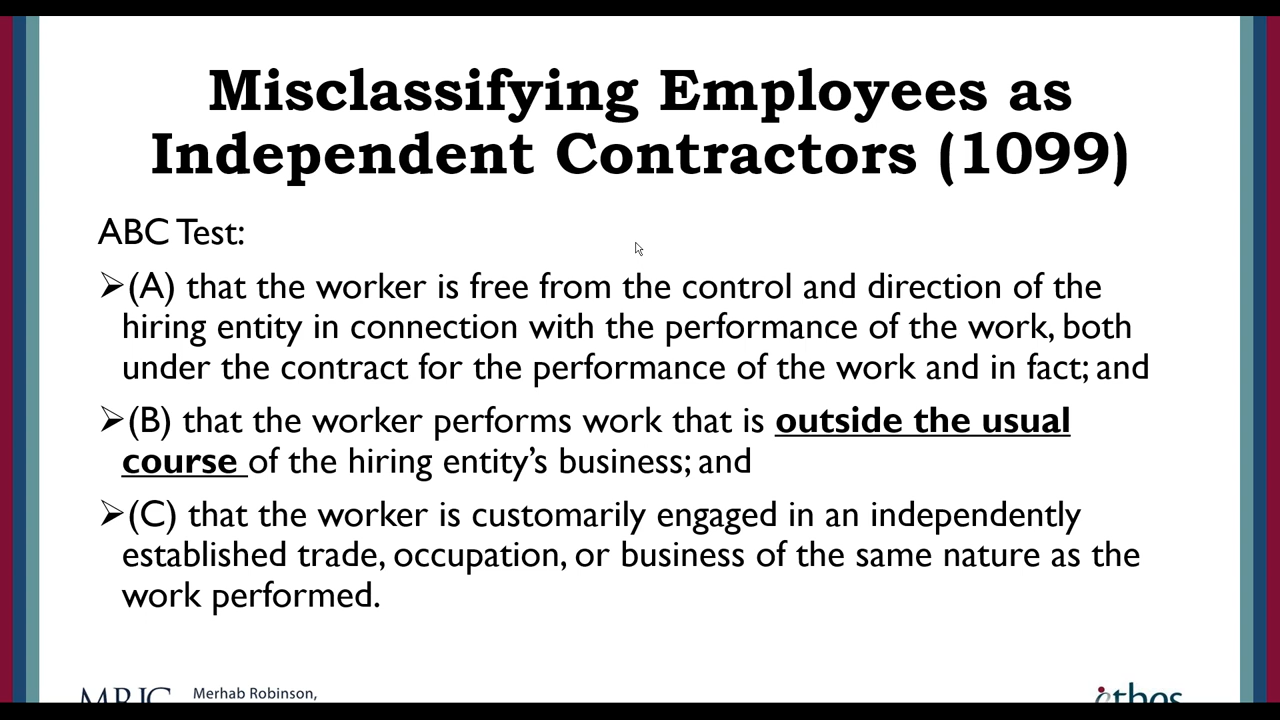 Misclassifying Employees as
Independent Contractors (1099)
ABC Test:
➢(A) that the worker is free from the control and direction of the
hiring entity in connection with the performance of the work, both
under the contract for the performance of the work and in fact; and
➢(B) that the worker performs work that is outside the usual
course of the hiring entity’s business; and
➢(C) that the worker is customarily engaged in an independently
established trade, occupation, or business of the same nature as the
work performed.
Merhab Robinson,
ethos